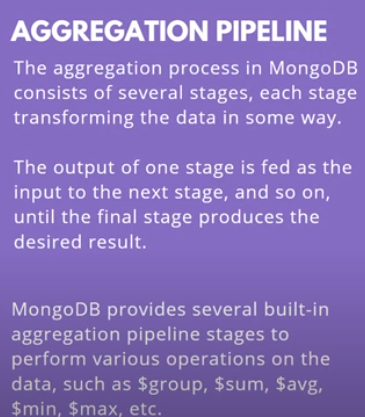 AGGREGATION PIPELINE
The aggregation process in MongoDB
consists of several stages, each stage
transforming the data in some way.
The output of one stage is fed as the
input to the next stage, and so on,
until the final stage produces the
desired result.
MongoDB provides several built-in
aggregation pipeline stages to
perform various operations on the
data, such as $group, $sum, $avg,
$min, $max, etc.